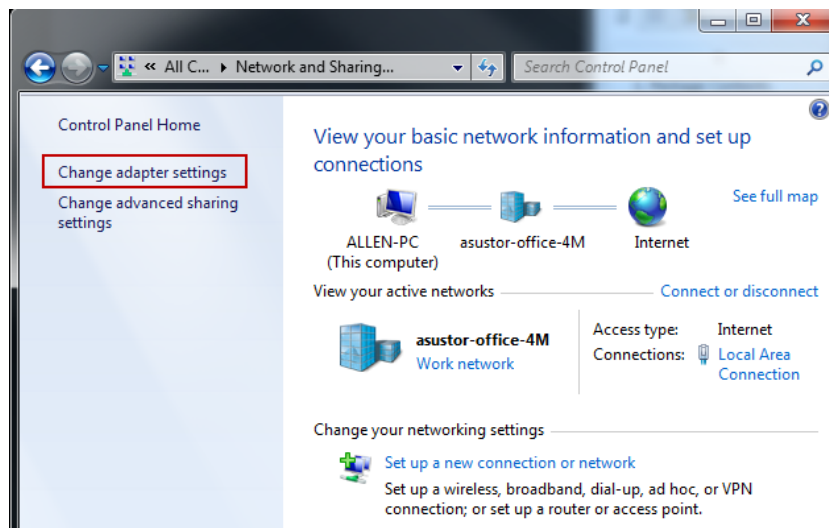 « All C... ▸ Network and Sharing...
Search Control Panel
Control Panel Home
Change adapter settings
Change advanced sharing
settings
View your basic network information and set up
connections
See full map
ALLEN-PC
(This computer)
asustor-office-4M
Internet
View your active networks
Connect or disconnect
asustor-office-4M
Work network
Access type: Internet
Connections: Local Area
Connection
Change your networking settings
Set up a new connection or network
Set up a wireless, broadband, dial-up, ad hoc, or VPN
connection; or set up a router or access point.